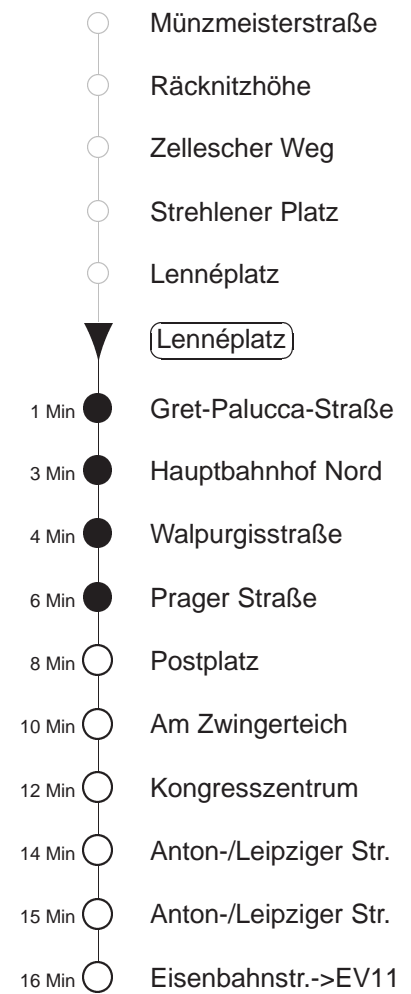 Münzmeisterstraße
Räcknitzhöhe
Zellescher Weg
Strehlener Platz
Lennéplatz
Lennéplatz
1 Min Gret-Palucca-Straße
3 Min Hauptbahnhof Nord
4 Min Walpurgisstraße
6 Min Prager Straße
8 Min Postplatz
10 Min Am Zwingerteich
12 Min Kongresszentrum
14 Min Anton-/Leipziger Str.
15 Min Anton-/Leipziger Str.
16 Min Eisenbahnstr.->EV11